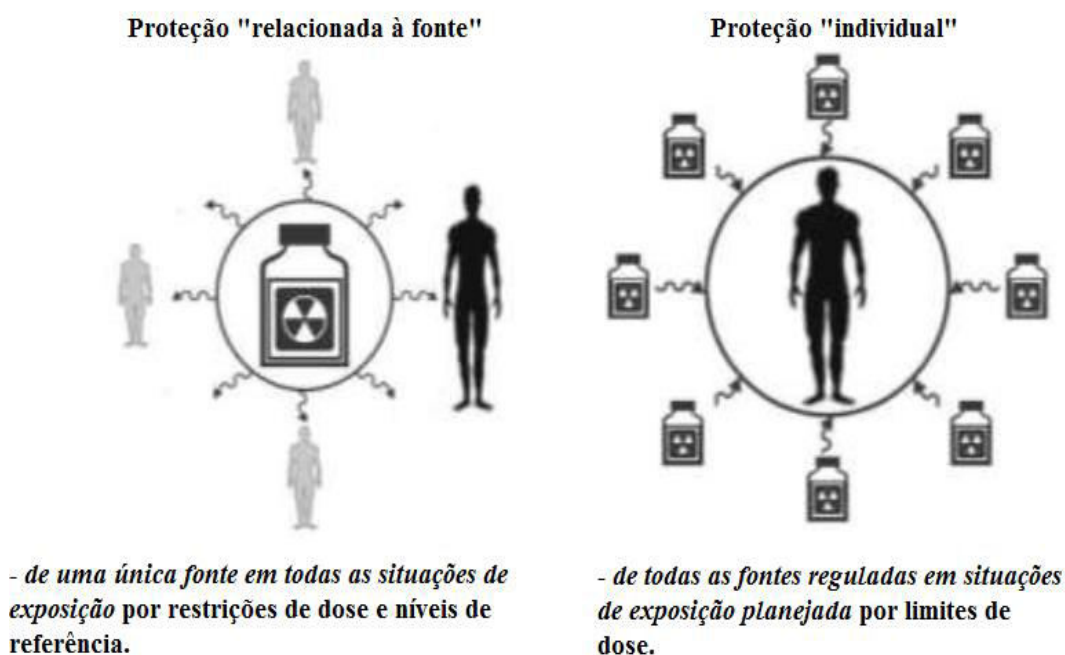 Proteção "relacionada à fonte"
Proteção "individual"
- de uma única fonte em todas as situações de
exposição por restrições de dose e níveis de
referência.
- de todas as fontes reguladas em situações
de exposição planejada por limites de
dose.